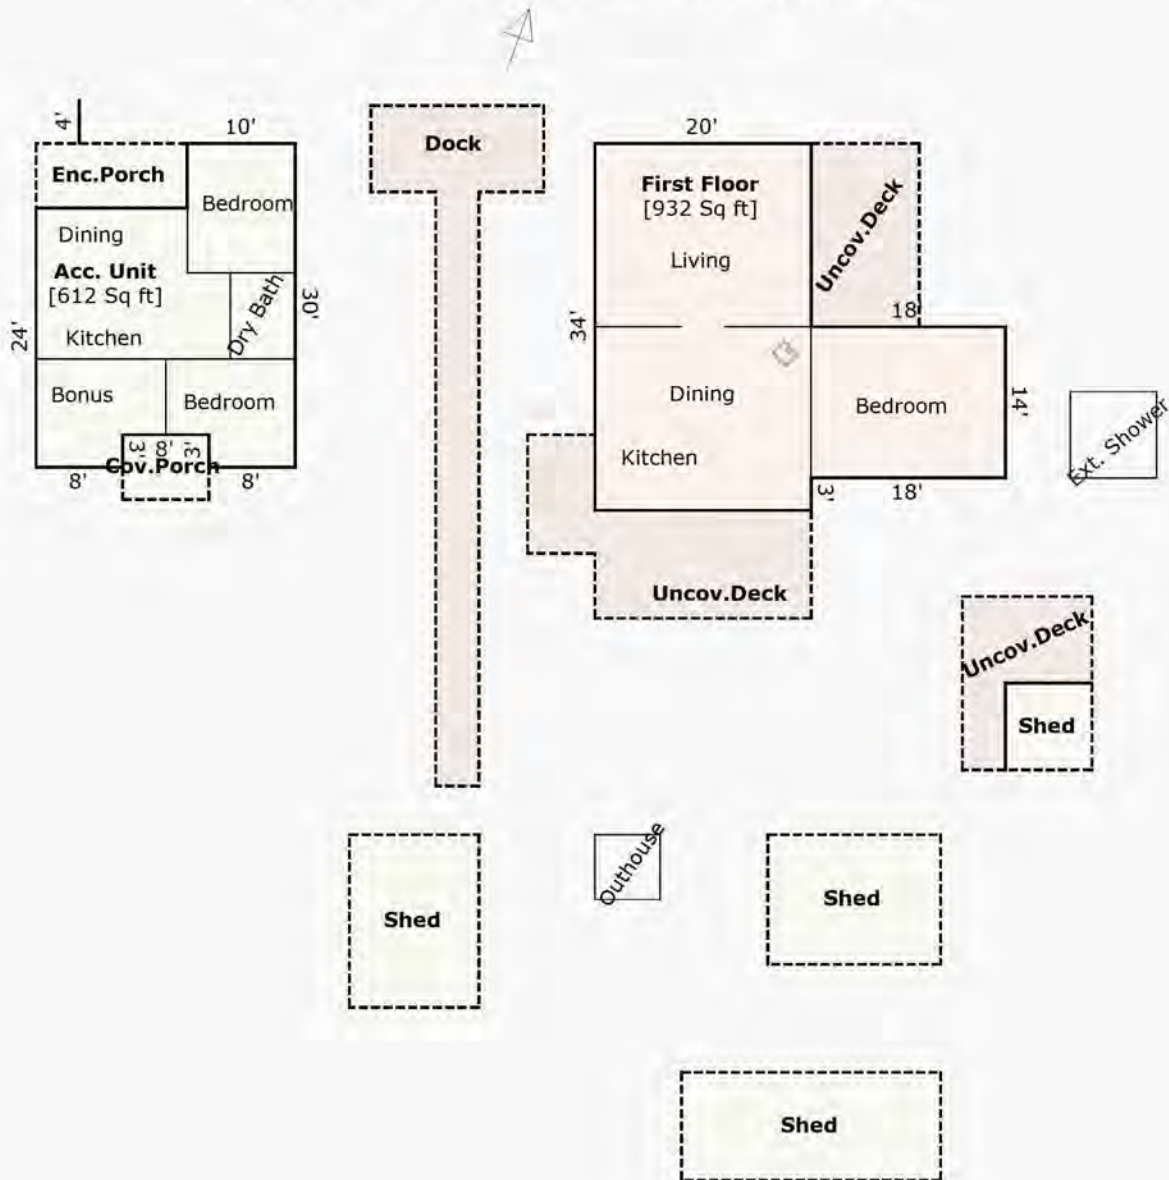 4'
10'
Enc.Porch
Bedroom
Dining
Acc. Unit
[612 Sq ft]
Kitchen
Dry Bath
30'
24'
Bonus
Bedroom
3'
8'
3'
Cov.Porch
8'
8'
Dock
20'
First Floor
[932 Sq ft]
Living
Uncov.Deck
18'
34'
Dining
Kitchen
Bedroom
14'
3'
18'
Uncov.Deck
Ext. Shower
Uncov.Deck
Shed
Shed
Outhouse
Shed
Shed